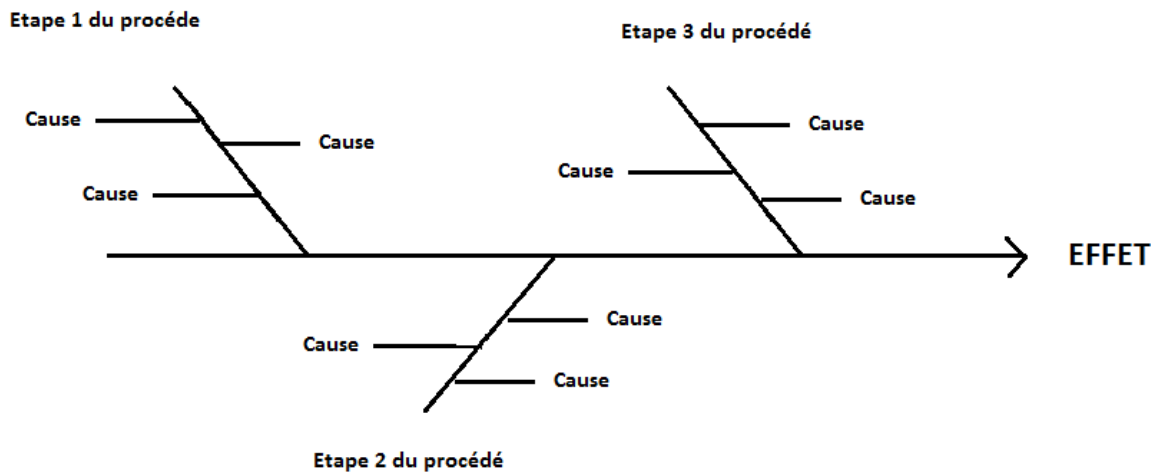 Etape 1 du procéde
Etape 3 du procédé
Cause
Cause
Cause
Cause
Cause
Cause
EFFET
Cause
Cause
Cause
Etape 2 du procédé